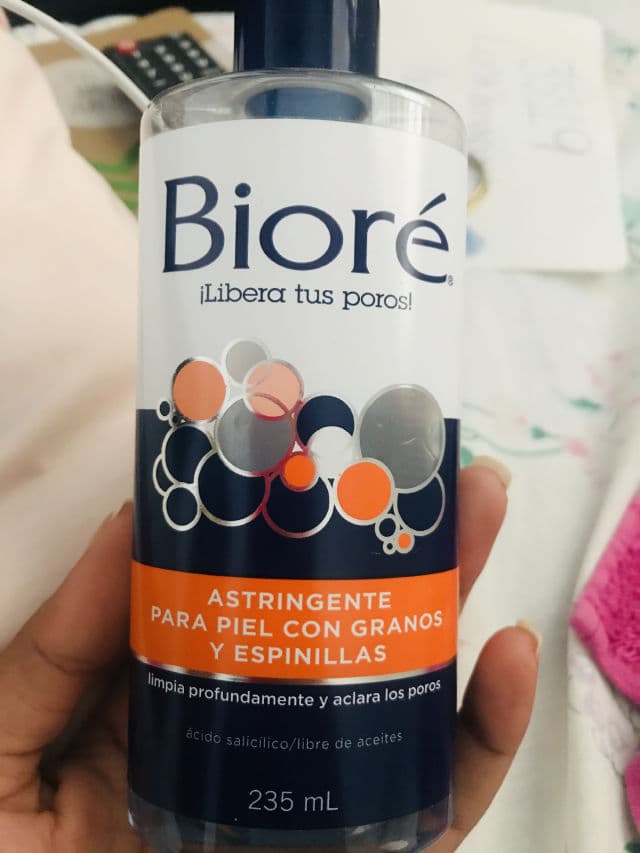 Bioré®
¡Libera tus poros!
ASTRINGENTE
PARA PIEL CON GRANOS
Y ESPINILLAS
limpia profundamente y aclara los poros
ácido salicílico/libre de aceites
235 mL